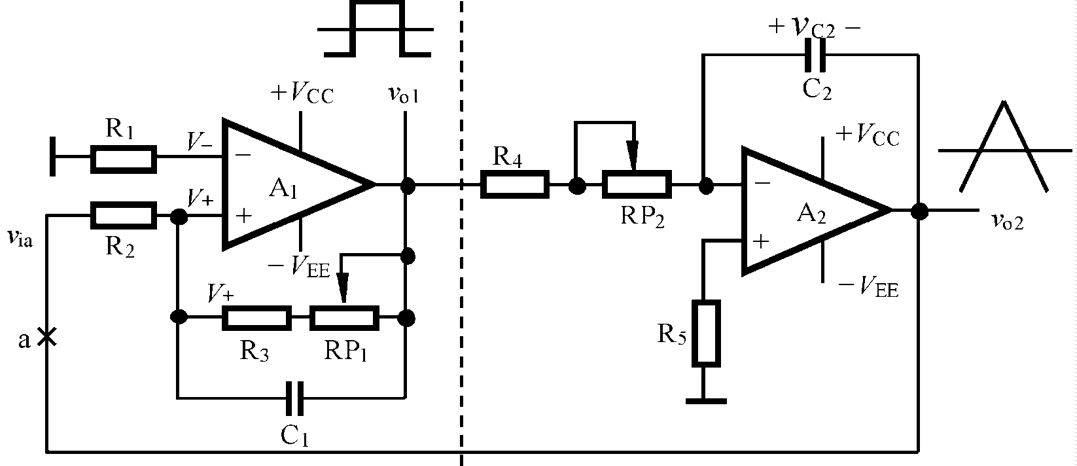 + vC2 −
C2
+VCC
vo1
R1
V−
−
A1
+
V+
R2
via
−VEE
R4
RP2
+VCC
−
A2
+
vo2
−VEE
V+
R3
RP1
a
R5
C1